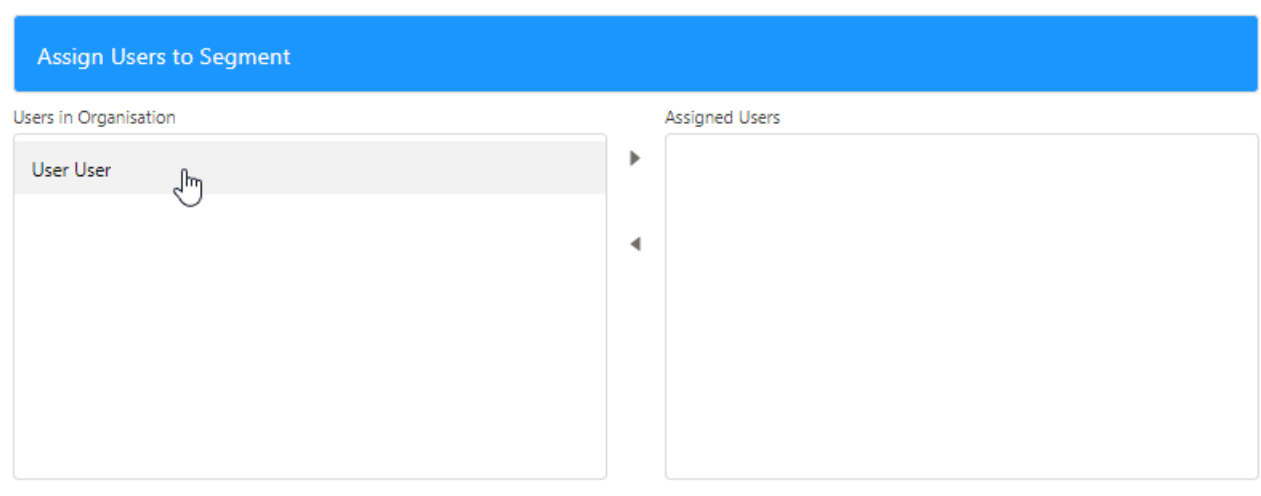 Assign Users to Segment
Users in Organisation
Assigned Users
User User